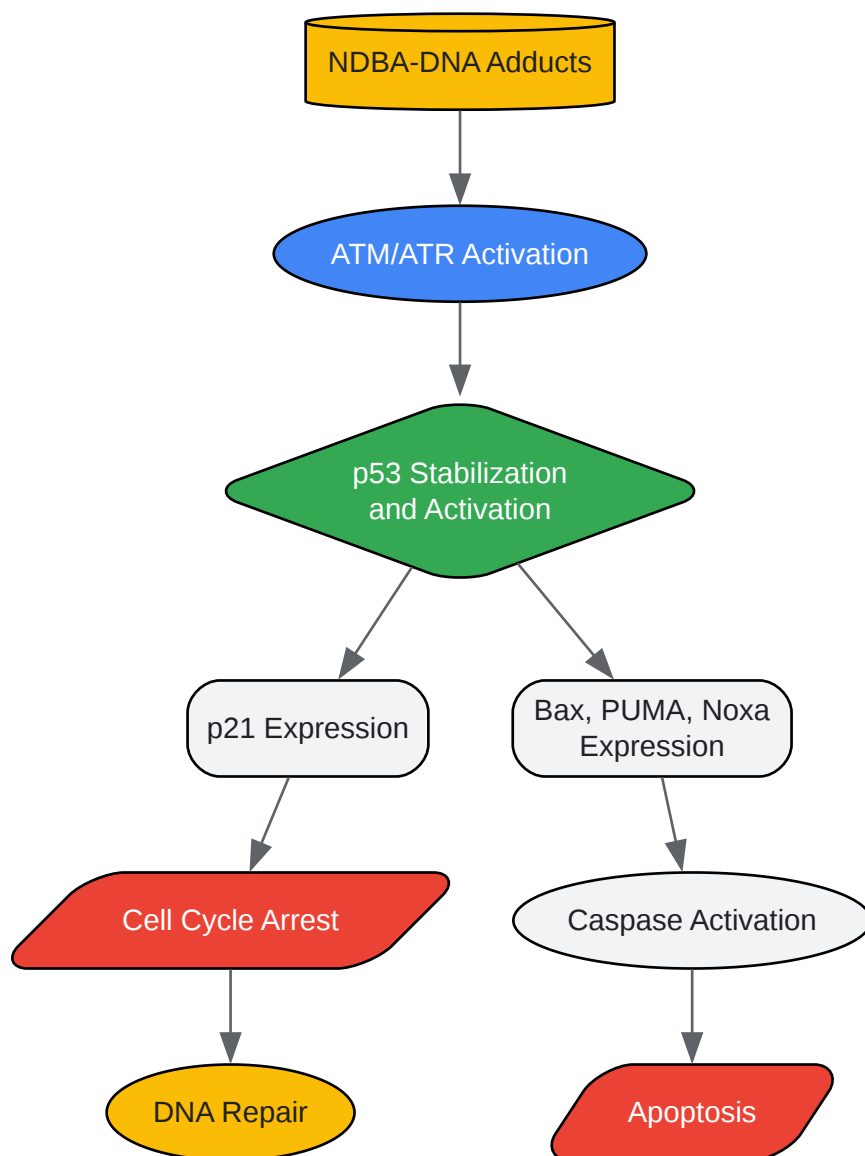 NDBA-DNA Adducts
ATM/ATR Activation
p53 Stabilization
and Activation
p21 Expression
Bax, PUMA, Noxa
Expression
Cell Cycle Arrest
Caspase Activation
DNA Repair
Apoptosis